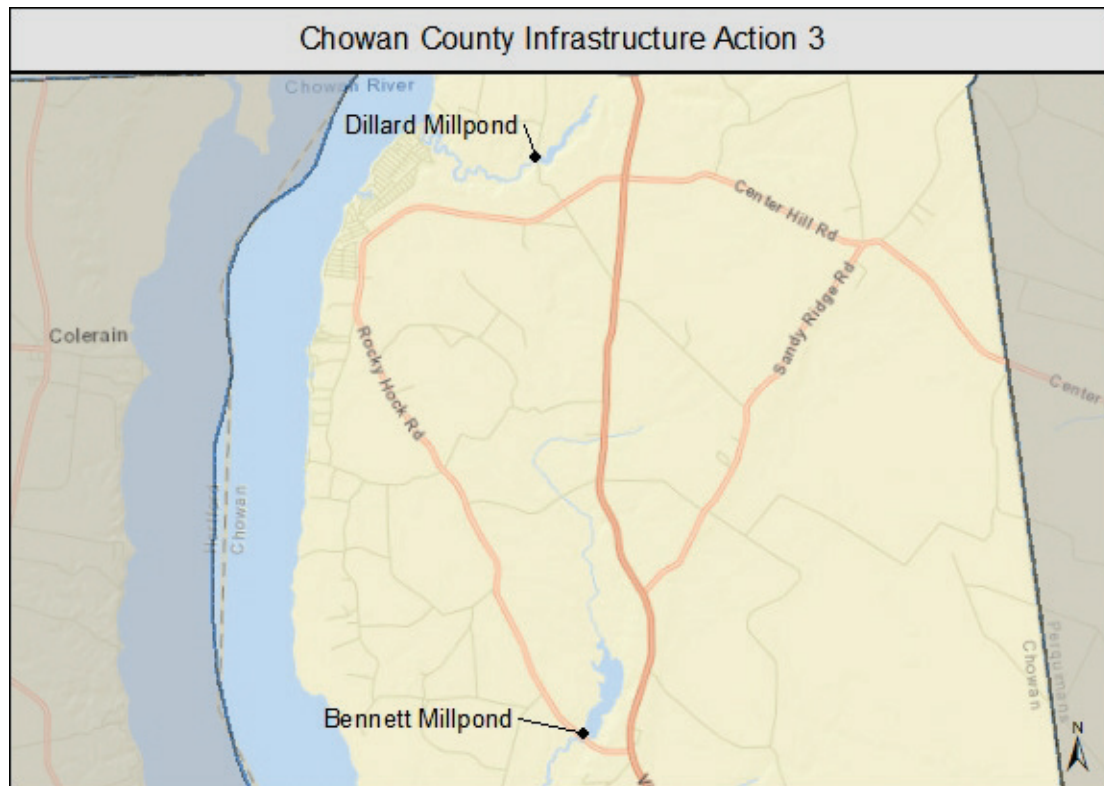 Chowan County Infrastructure Action 3
Chowan River
Dillard Millpond
Center Hill Rd
Sandy Ridge Rd
Colerain
Rocky Hock Rd
Center
Hertford
Chowan
Perquimans
Chowan
Bennett Millpond
N
V